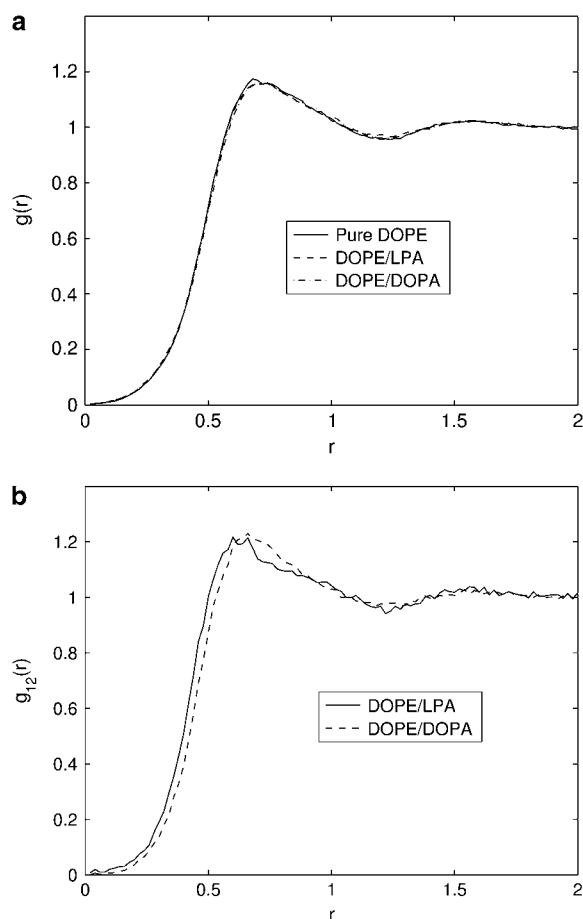 a
1.2
1
0.8
0.6
0.4
0.2
0
g(r)
Pure DOPE
DOPE/LPA
DOPE/DOPA
0 0.5 1 1.5 2
r
b
1.2
1
0.8
0.6
0.4
0.2
0
g12(r)
DOPE/LPA
DOPE/DOPA
0 0.5 1 1.5 2
r